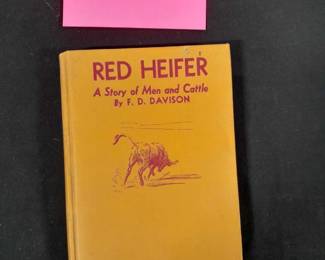 RED HEIFER
A Story of Men and Cattle
By F. D. DAVISON